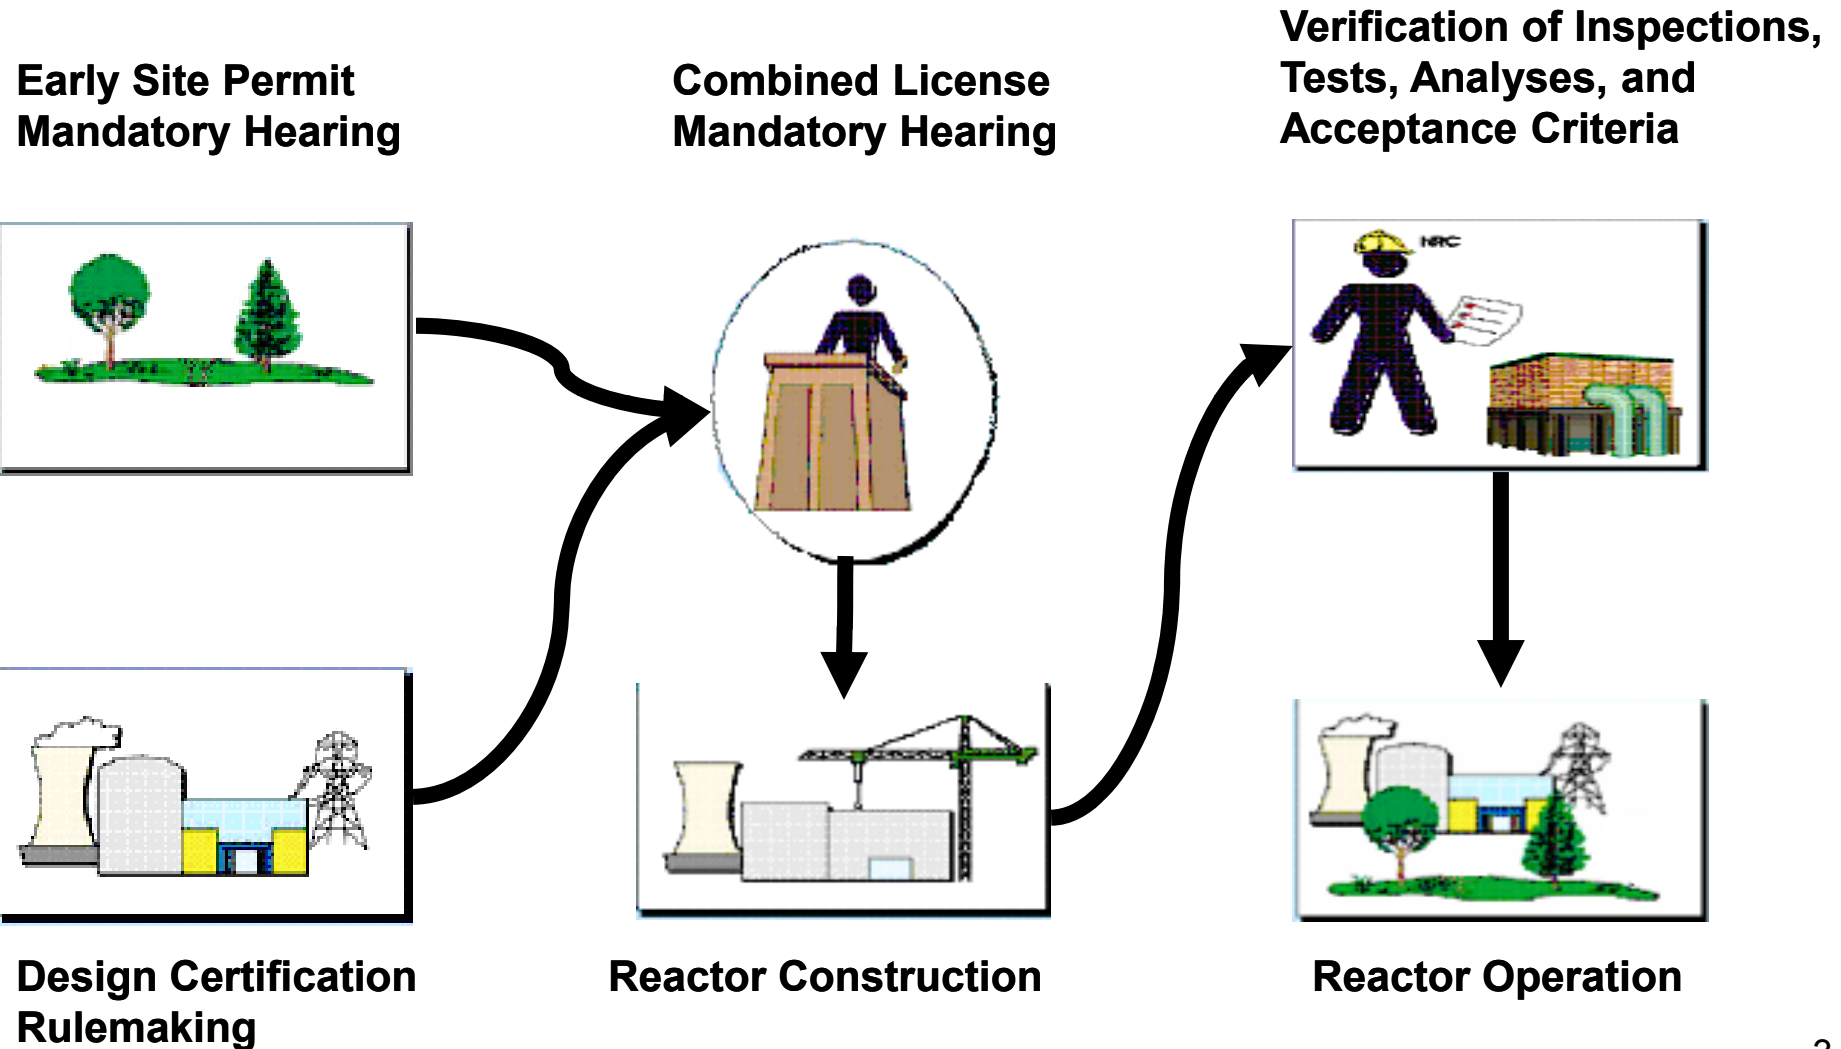 Early Site Permit
Mandatory Hearing
Combined License
Mandatory Hearing
Verification of Inspections,
Tests, Analyses, and
Acceptance Criteria
NRC
Design Certification
Rulemaking
Reactor Construction
Reactor Operation